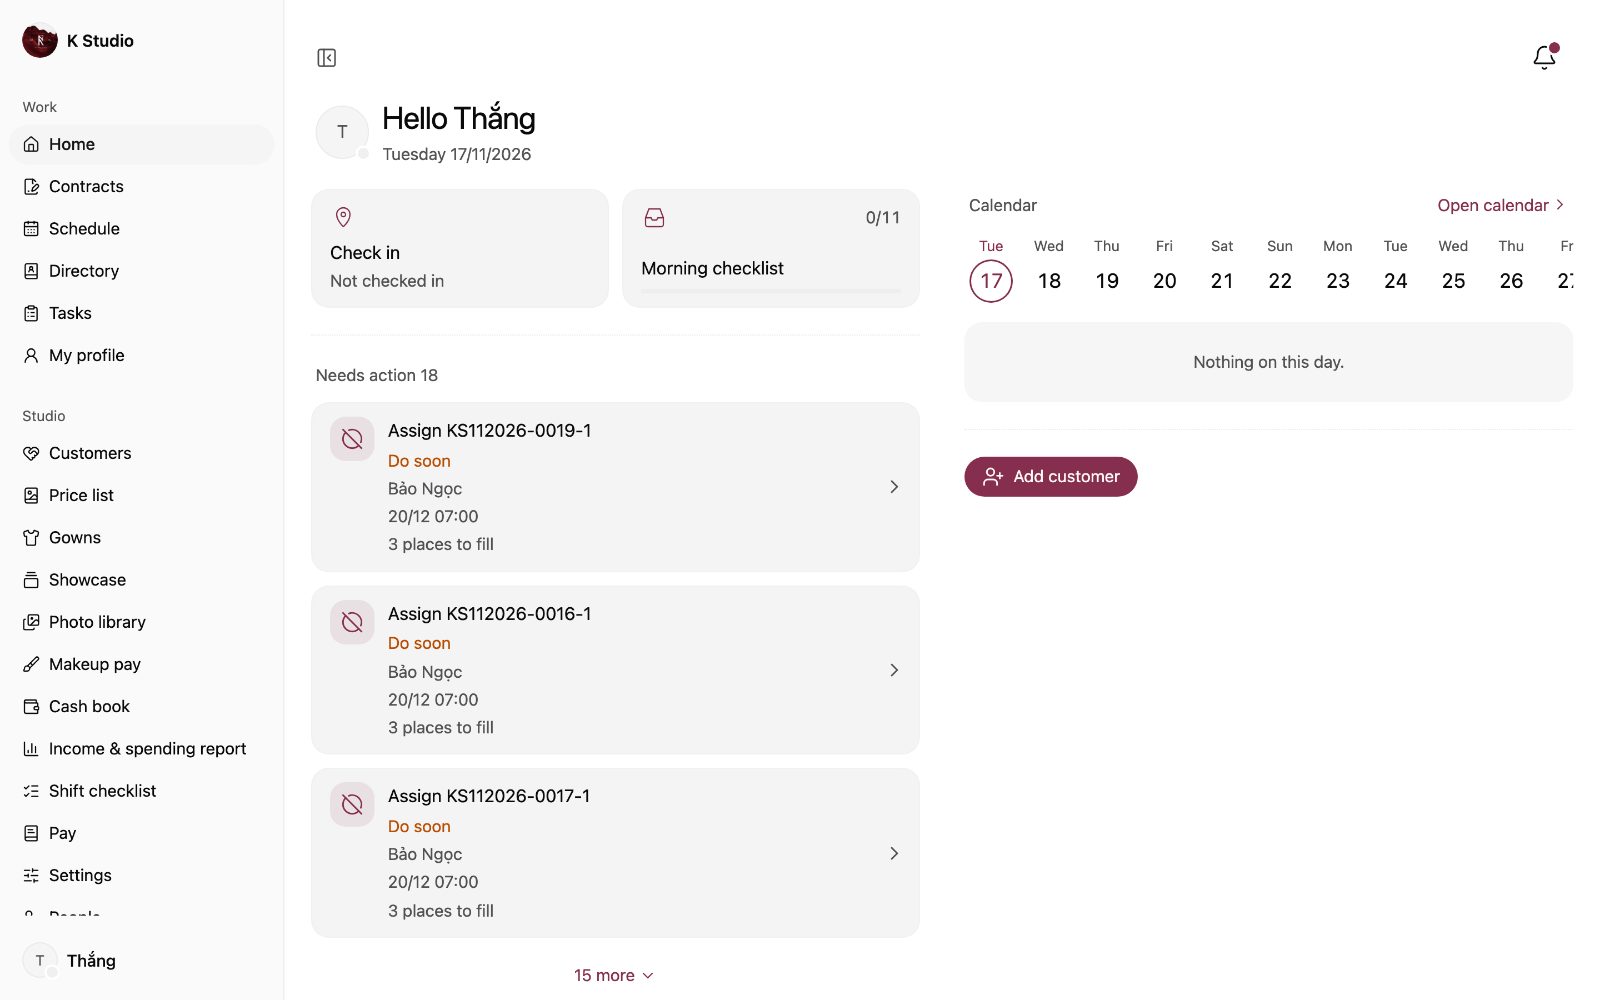 K Studio
Work
Home
Contracts
Schedule
Directory
Tasks
My profile
Studio
Customers
Price list
Gowns
Showcase
Photo library
Makeup pay
Cash book
Income & spending report
Shift checklist
Pay
Settings
T Thắng
T
Hello Thắng
Tuesday 17/11/2026
Check in
Not checked in
0/11
Morning checklist
Needs action 18
Assign KS112026-0019-1
Do soon
Bảo Ngọc
20/12 07:00
3 places to fill
Assign KS112026-0016-1
Do soon
Bảo Ngọc
20/12 07:00
3 places to fill
Assign KS112026-0017-1
Do soon
Bảo Ngọc
20/12 07:00
3 places to fill
15 more
Calendar Open calendar
Tue Wed Thu Fri Sat Sun Mon Tue Wed Thu Fr
17 18 19 20 21 22 23 24 25 26
Nothing on this day.
Add customer